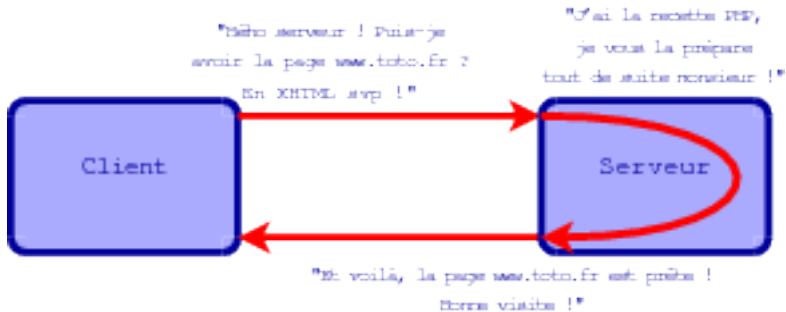 "Hého serveur ! Puis-je
avoir la page www.toto.fr ?
En XHTML svp !"
"J'ai la recette PHP,
je vous la prépare
tout de suite monsieur !"
Client
Serveur
"Et voilà, la page www.toto.fr est prête !
Bonne visite !"